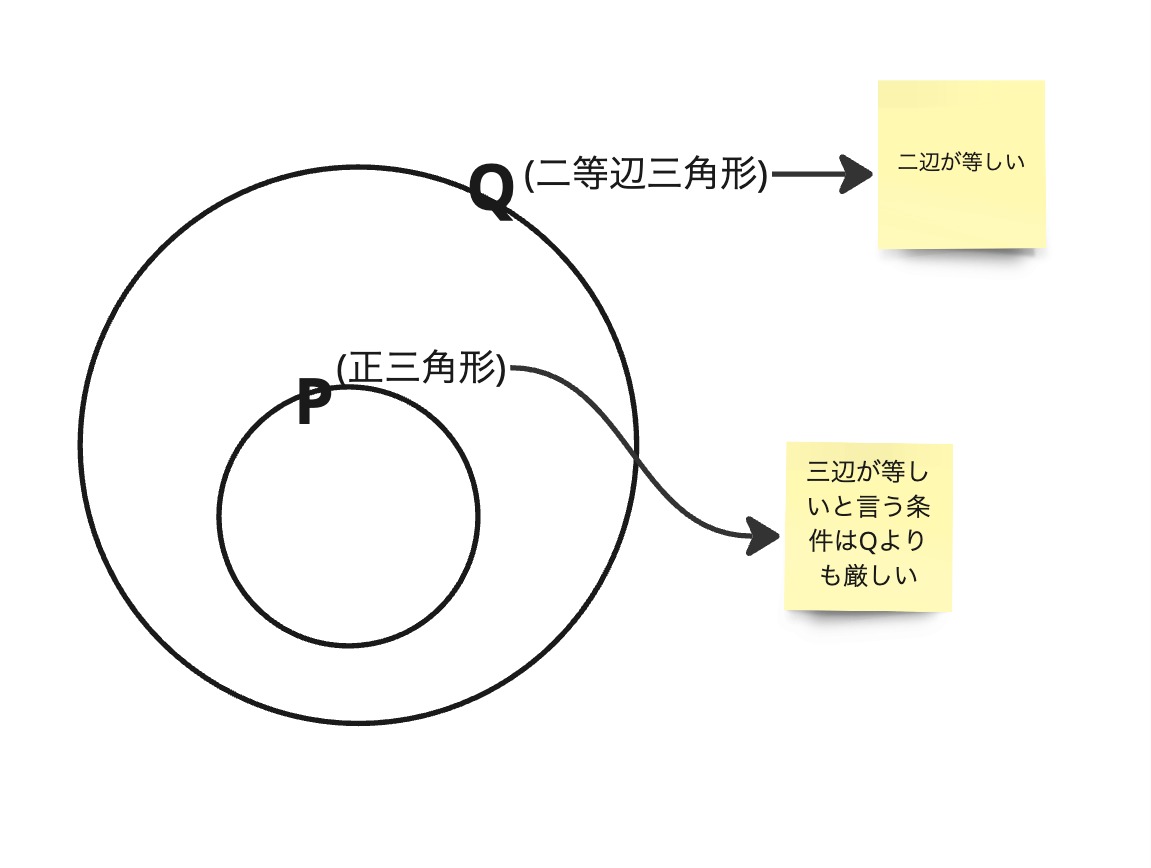 Q (二等辺三角形)
二辺が等しい
P (正三角形)
三辺が等し
いと言う条
件はQより
も厳しい